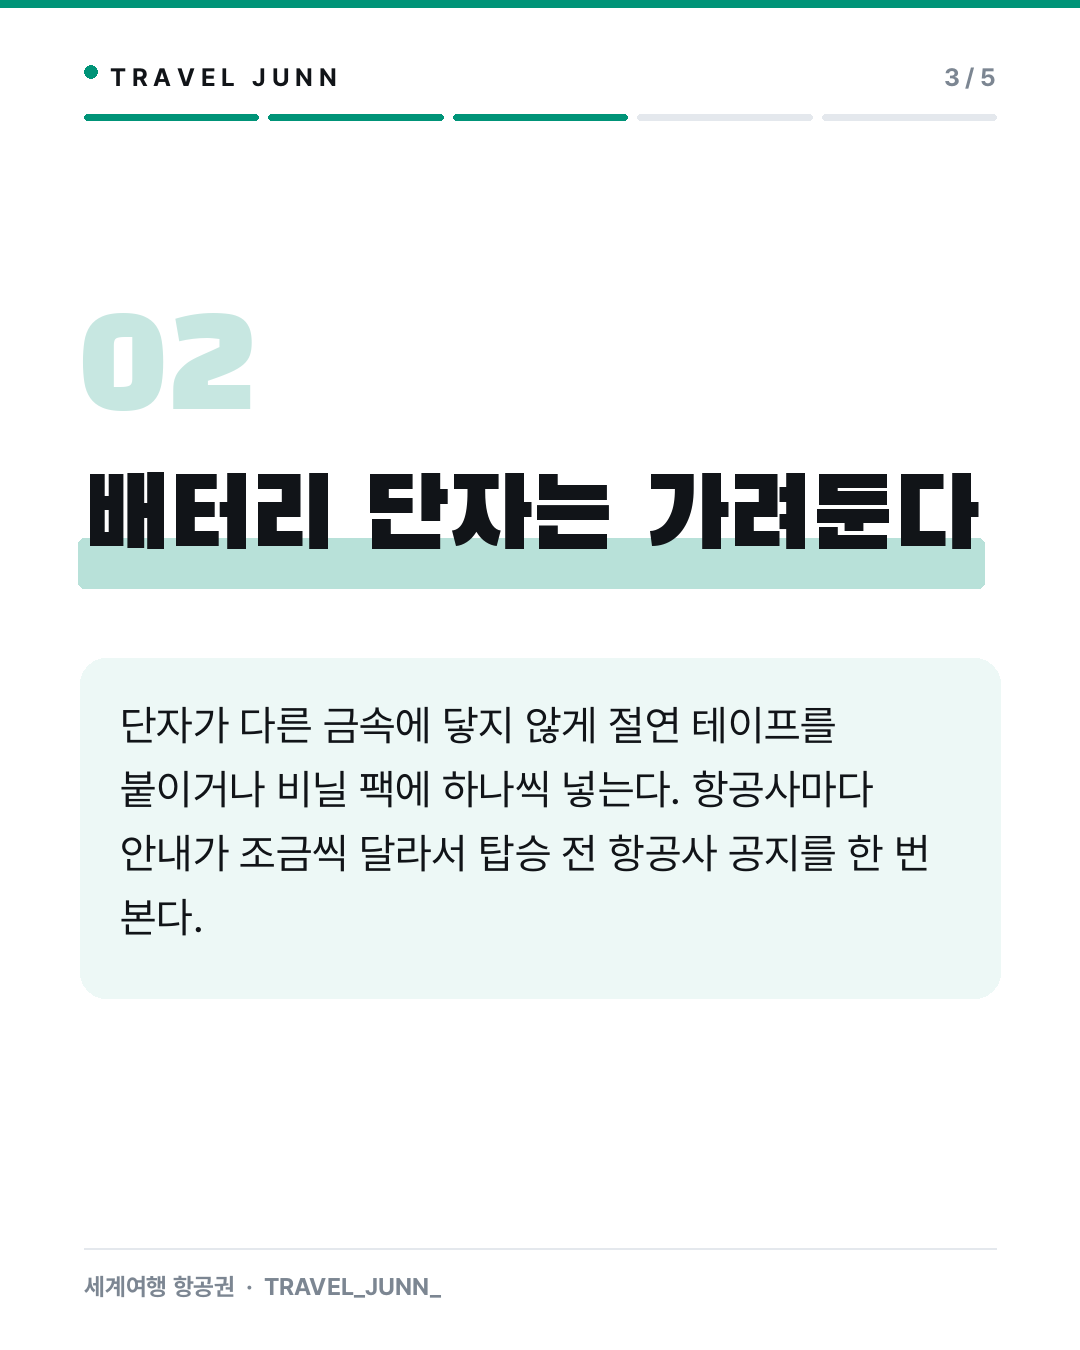 TRAVEL JUNN
3 / 5
02
배터리 단자는 가려둔다
단자가 다른 금속에 닿지 않게 절연 테이프를
붙이거나 비닐 팩에 하나씩 넣는다. 항공사마다
안내가 조금씩 달라서 탑승 전 항공사 공지를 한 번
본다.
세계여행 항공권 · TRAVEL_JUNN_